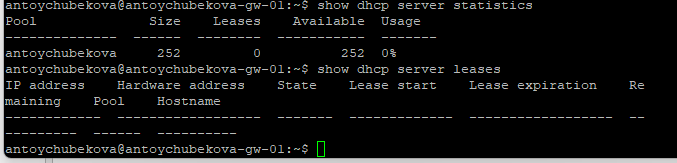 antoychubekova@antoychubekova-gw-01:~$ show dhcp server statistics
Pool              Size    Leases    Available  Usage
--------------  ------  --------  -----------  -------
antoychubekova     252         0          252  0%
antoychubekova@antoychubekova-gw-01:~$ show dhcp server leases
IP address    Hardware address    State    Lease start    Lease expiration    Re
maining    Pool    Hostname
------------  ------------------  -------  -------------  ------------------  --
---------  ------  ----------
antoychubekova@antoychubekova-gw-01:~$